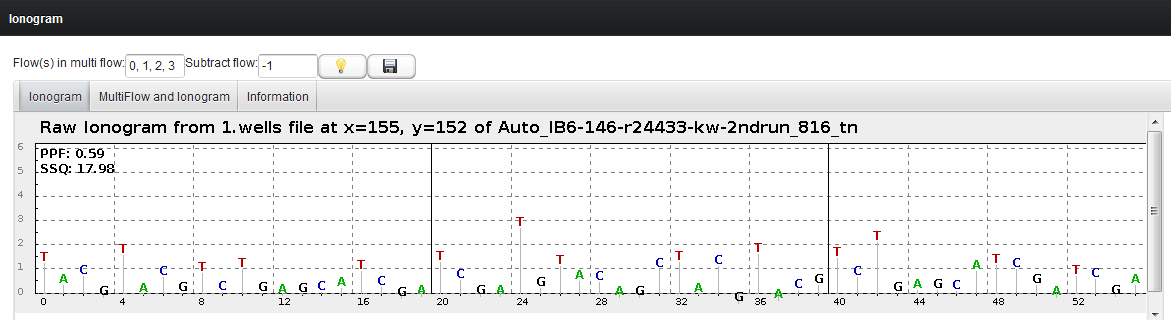 Ionogram
Flow(s) in multi flow: 0, 1, 2, 3 Subtract flow: -1
Ionogram MultiFlow and Ionogram Information
Raw Ionogram from 1.wells file at x=155, y=152 of Auto_IB6-146-r24433-kw-2ndrun_816_tn
PPF: 0.59
SSQ: 17.98
6
5
4
3
2
1
0
T A C G T A C G T C T G A G C A T C G A T C G A T G T A C A G C T A C G T A C G T C T G A G C A T C G A T C G A
0 4 8 12 16 20 24 28 32 36 40 44 48 52